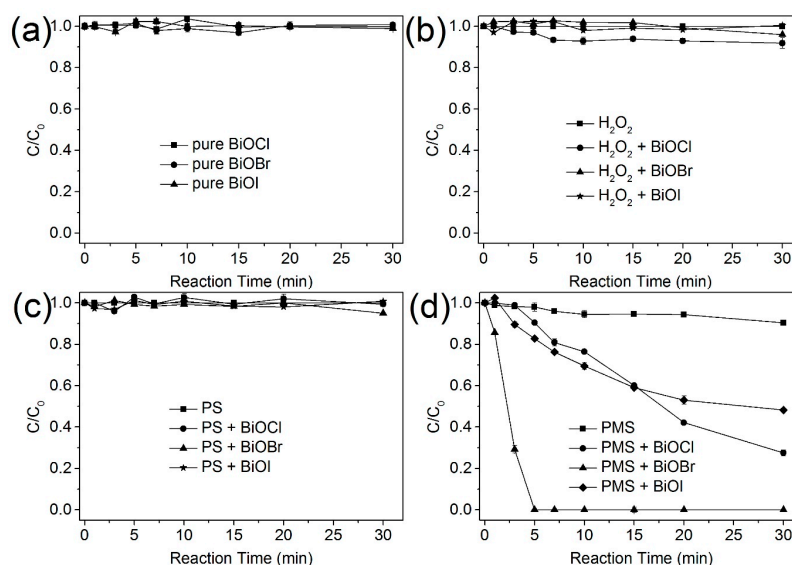 (a)
1.0
0.8
0.6
0.4
0.2
0.0
C/C₀
pure BiOCl
pure BiOBr
pure BiOI
0 5 10 15 20 25 30
Reaction Time (min)
(b)
1.0
0.8
0.6
0.4
0.2
0.0
C/C₀
H₂O₂
H₂O₂ + BiOCl
H₂O₂ + BiOBr
H₂O₂ + BiOI
0 5 10 15 20 25 30
Reaction Time (min)
(c)
1.0
0.8
0.6
0.4
0.2
0.0
C/C₀
PS
PS + BiOCl
PS + BiOBr
PS + BiOI
0 5 10 15 20 25 30
Reaction Time (min)
(d)
1.0
0.8
0.6
0.4
0.2
0.0
C/C₀
PMS
PMS + BiOCl
PMS + BiOBr
PMS + BiOI
0 5 10 15 20 25 30
Reaction Time (min)